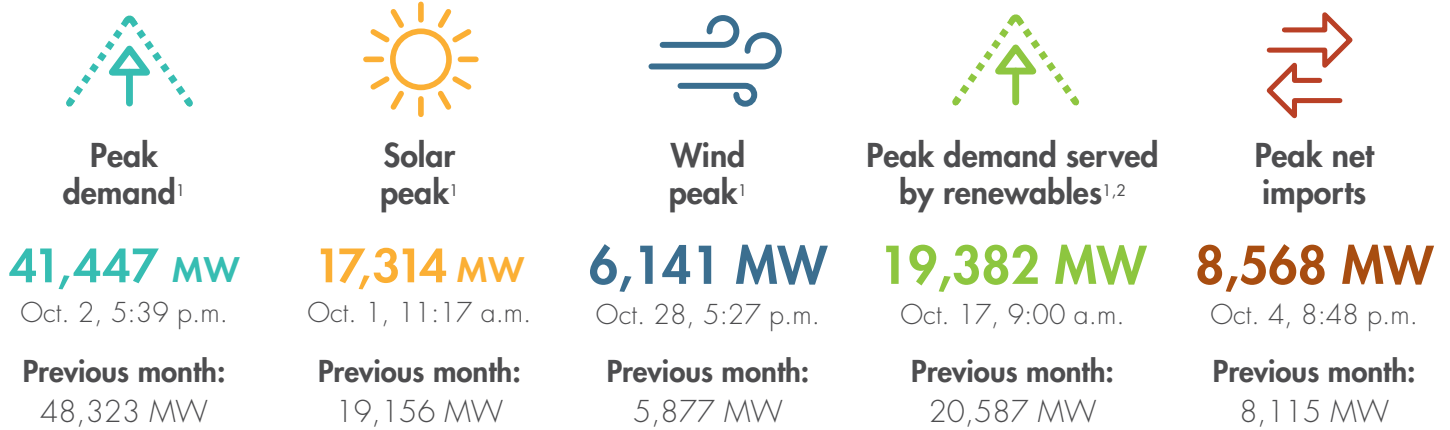 Peak
demand¹
41,447 MW
Oct. 2, 5:39 p.m.
Previous month:
48,323 MW
Solar
peak¹
17,314 MW
Oct. 1, 11:17 a.m.
Previous month:
19,156 MW
Wind
peak¹
6,141 MW
Oct. 28, 5:27 p.m.
Previous month:
5,877 MW
Peak demand served
by renewables¹,²
19,382 MW
Oct. 17, 9:00 a.m.
Previous month:
20,587 MW
Peak net
imports
8,568 MW
Oct. 4, 8:48 p.m.
Previous month:
8,115 MW